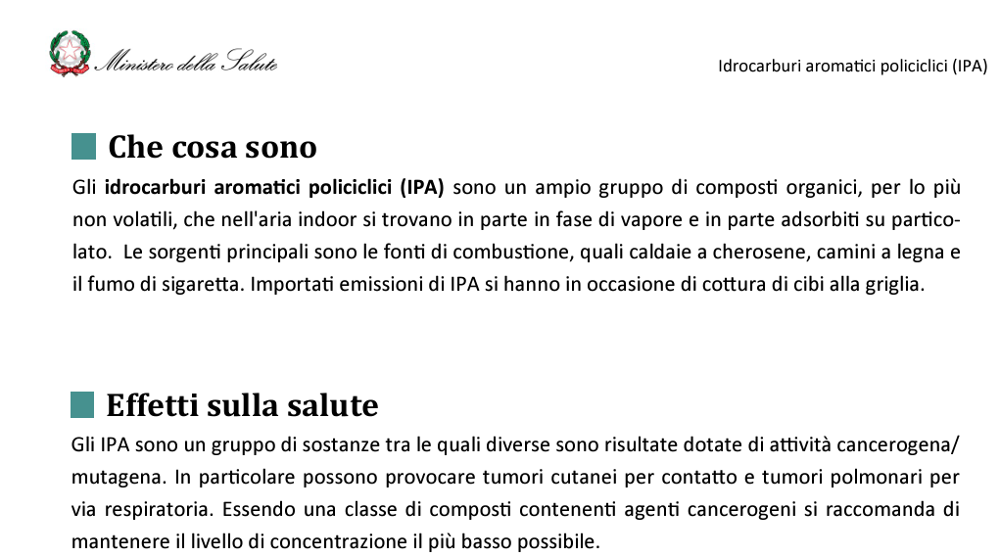 Ministero della Salute
Idrocarburi aromatici policiclici (IPA)
Che cosa sono
Gli idrocarburi aromatici policiclici (IPA) sono un ampio gruppo di composti organici, per lo più
non volatili, che nell'aria indoor si trovano in parte in fase di vapore e in parte adsorbiti su partico-
lato.  Le sorgenti principali sono le fonti di combustione, quali caldaie a cherosene, camini a legna e
il fumo di sigaretta. Importati emissioni di IPA si hanno in occasione di cottura di cibi alla griglia.
Effetti sulla salute
Gli IPA sono un gruppo di sostanze tra le quali diverse sono risultate dotate di attività cancerogena/
mutagena. In particolare possono provocare tumori cutanei per contatto e tumori polmonari per
via respiratoria. Essendo una classe di composti contenenti agenti cancerogeni si raccomanda di
mantenere il livello di concentrazione il più basso possibile.